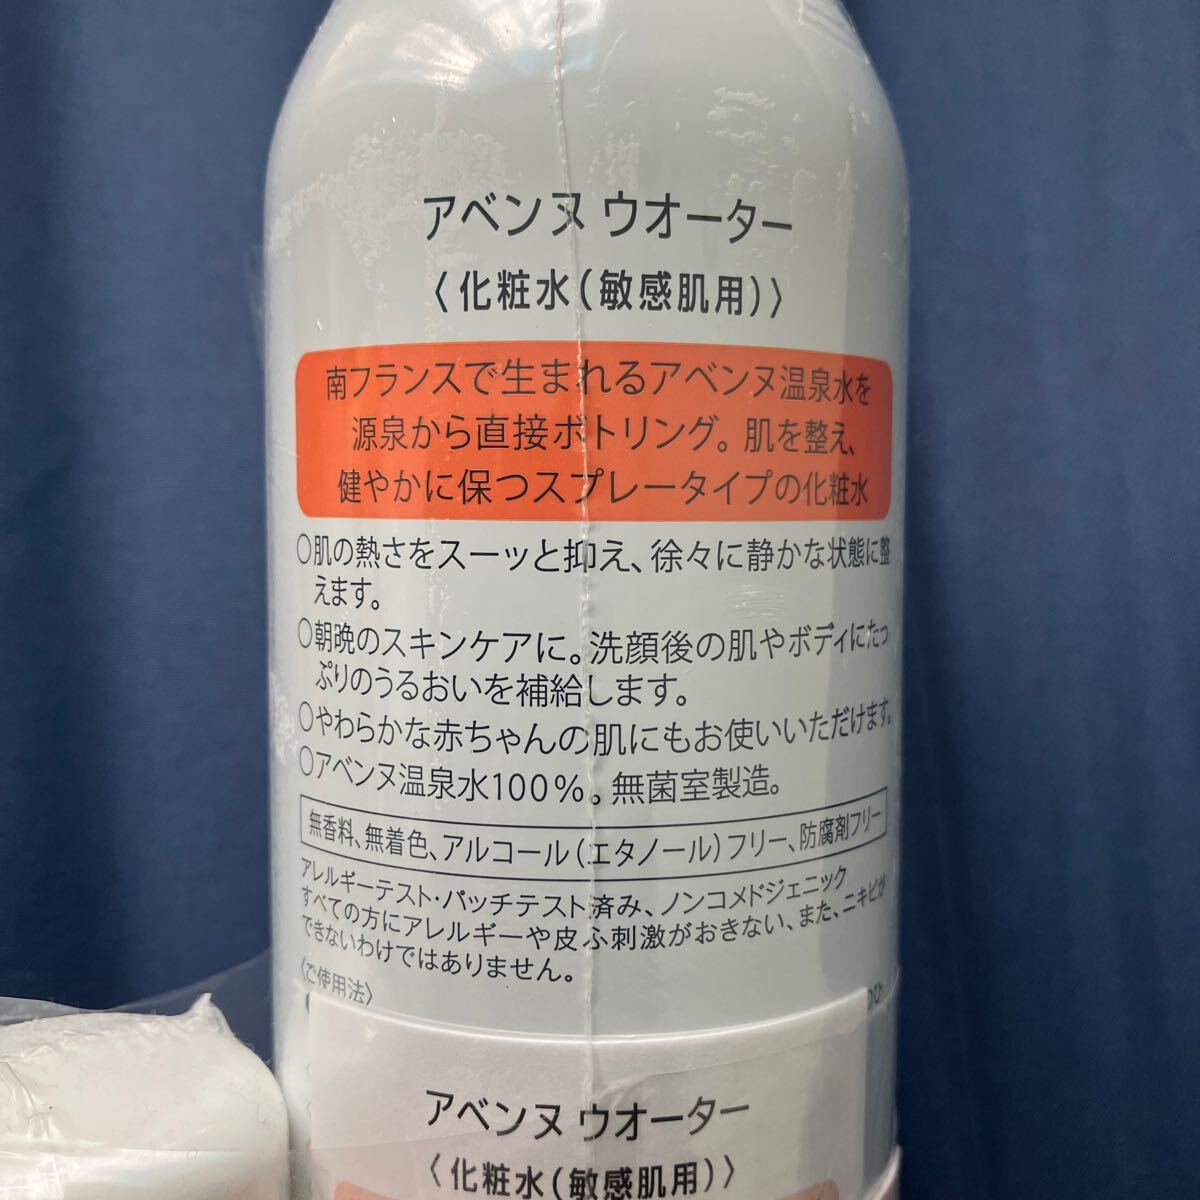 アベンヌ ウオーター
〈化粧水(敏感肌用)〉
南フランスで生まれるアベンヌ温泉水を
源泉から直接ボトリング。肌を整え、
健やかに保つスプレータイプの化粧水
○肌の熱さをスーッと抑え、徐々に静かな状態に整
えます。
○朝晩のスキンケアに。洗顔後の肌やボディにたっ
ぷりのうるおいを補給します。
○やわらかな赤ちゃんの肌にもお使いいただけます。
○アベンヌ温泉水100%。無菌室製造。
無香料、無着色、アルコール(エタノール)フリー、防腐剤フリー
アレルギーテスト・パッチテスト済み、ノンコメドジェニック
すべての方にアレルギーや皮ふ刺激がおきない、また、ニキビが
できないわけではありません。
〈ご使用法〉
アベンヌ ウオーター
〈化粧水(敏感肌用)〉